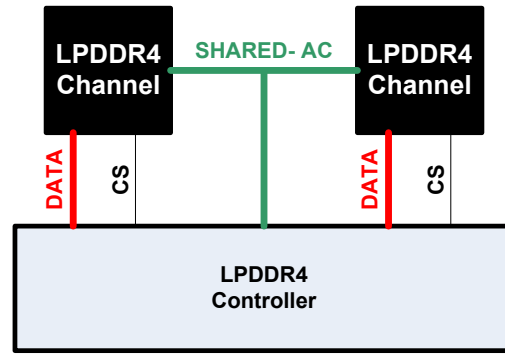 LPDDR4
Channel
SHARED- AC
LPDDR4
Channel
DATA
CS
DATA
CS
LPDDR4
Controller